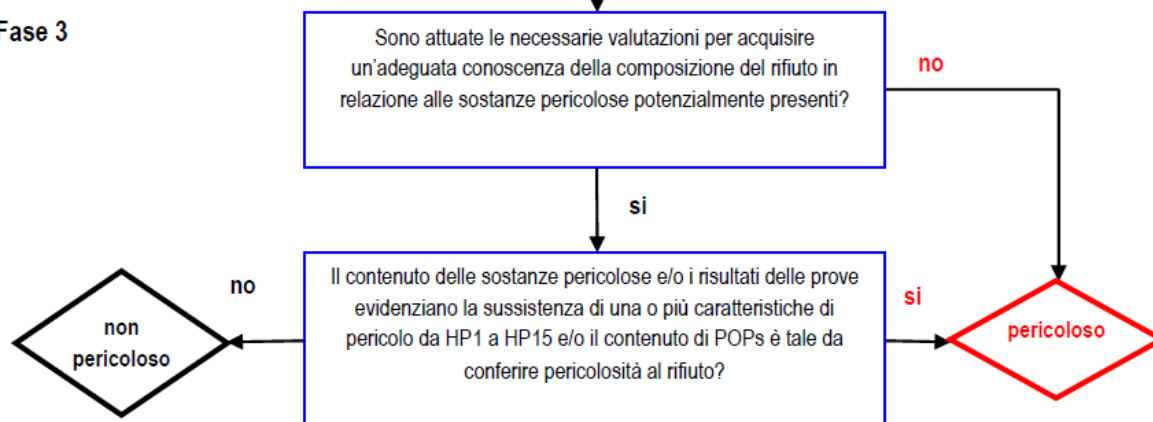 Fase 3
Sono attuate le necessarie valutazioni per acquisire
un'adeguata conoscenza della composizione del rifiuto in
relazione alle sostanze pericolose potenzialmente presenti?
no
si
Il contenuto delle sostanze pericolose e/o i risultati delle prove
evidenziano la sussistenza di una o più caratteristiche di
pericolo da HP1 a HP15 e/o il contenuto di POPs è tale da
conferire pericolosità al rifiuto?
no
non
pericoloso
si
pericoloso